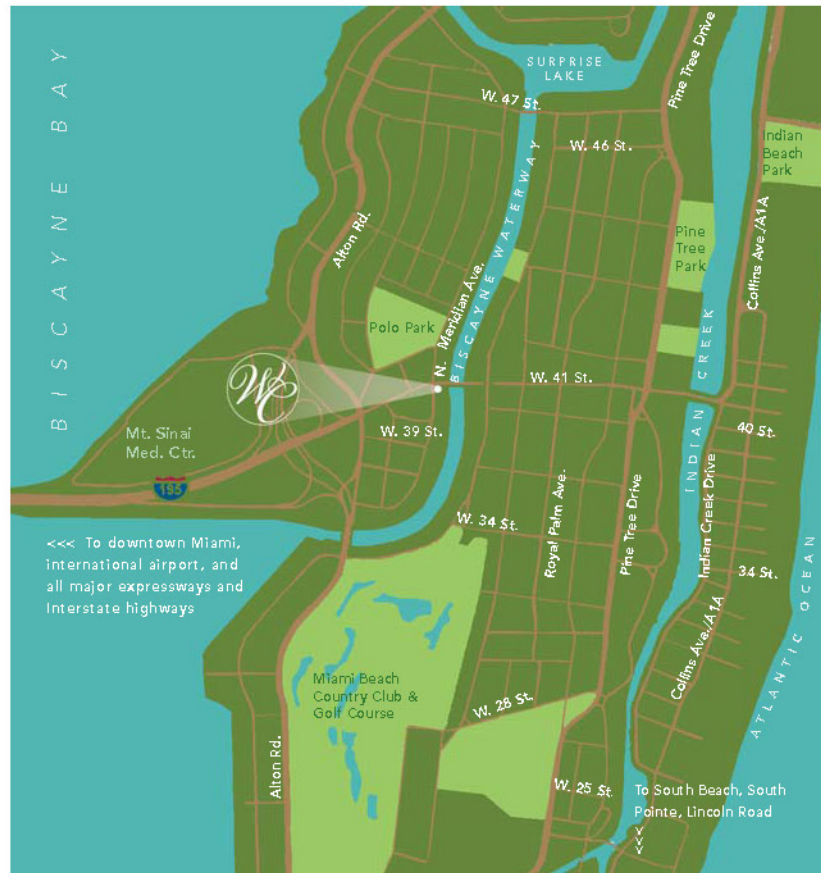 SURPRISE
LAKE
Pine Tree Drive
BISCAYNE BAY
W. 47 St.
W. 46 St.
Indian
Beach
Park
BISCAYNE WATERWAY
Alton Rd.
Pine
Tree
Park
Collins Ave./A1A
N. Meridian Ave.
Polo Park
INDIAN CREEK
WC
W. 41 St.
Mt. Sinai
Med. Ctr.
W. 39 St.
40 St.
195
Royal Palm Ave.
Pine Tree Drive
Indian Creek Drive
W. 34 St.
34 St.
<<< To downtown Miami,
international airport, and
all major expressways and
Interstate highways
ATLANTIC OCEAN
Collins Ave./A1A
Miami Beach
Country Club &
Golf Course
W. 28 St.
Alton Rd.
W. 25 St.
To South Beach, South
Pointe, Lincoln Road
<<<